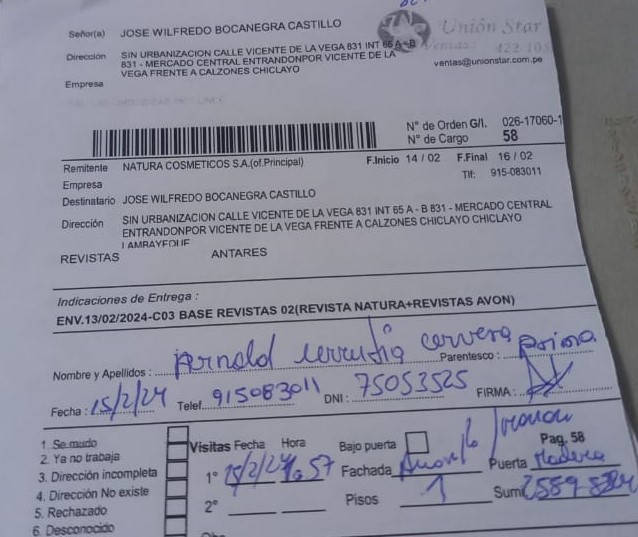 Señor(a) JOSE WILFREDO BOCANEGRA CASTILLO
Unión Star
Dirección SIN URBANIZACION CALLE VICENTE DE LA VEGA 831 INT 65 A - B
831 - MERCADO CENTRAL ENTRANDONPOR VICENTE DE LA
VEGA FRENTE A CALZONES CHICLAYO
Ventas: 422-105
ventas@unionstar.com.pe
Empresa
N° de Orden G/I. 026-17060-1
N° de Cargo 58
Remitente NATURA COSMETICOS S.A.(of.Principal) F.Inicio 14 / 02 F.Final 16 / 02
Empresa Tlf: 915-083011
Destinatario JOSE WILFREDO BOCANEGRA CASTILLO
Dirección SIN URBANIZACION CALLE VICENTE DE LA VEGA 831 INT 65 A - B 831 - MERCADO CENTRAL
ENTRANDONPOR VICENTE DE LA VEGA FRENTE A CALZONES CHICLAYO CHICLAYO
LAMBAYEQUE
REVISTAS ANTARES
Indicaciones de Entrega :
ENV.13/02/2024-C03 BASE REVISTAS 02(REVISTA NATURA+REVISTAS AVON)
Nombre y Apellidos : Arnold cervera Parentesco : prima
Fecha : 15/2/24 Telef. 915083011 DNI : 75053525 FIRMA :
1. Se mudo
2. Ya no trabaja
3. Dirección incompleta
4. Dirección No existe
5. Rechazado
6. Desconocido
Visitas Fecha Hora Bajo puerta Pag. 58
1° 15/2/24 Fachada Puerta Madera
2° Pisos 1 Sumi